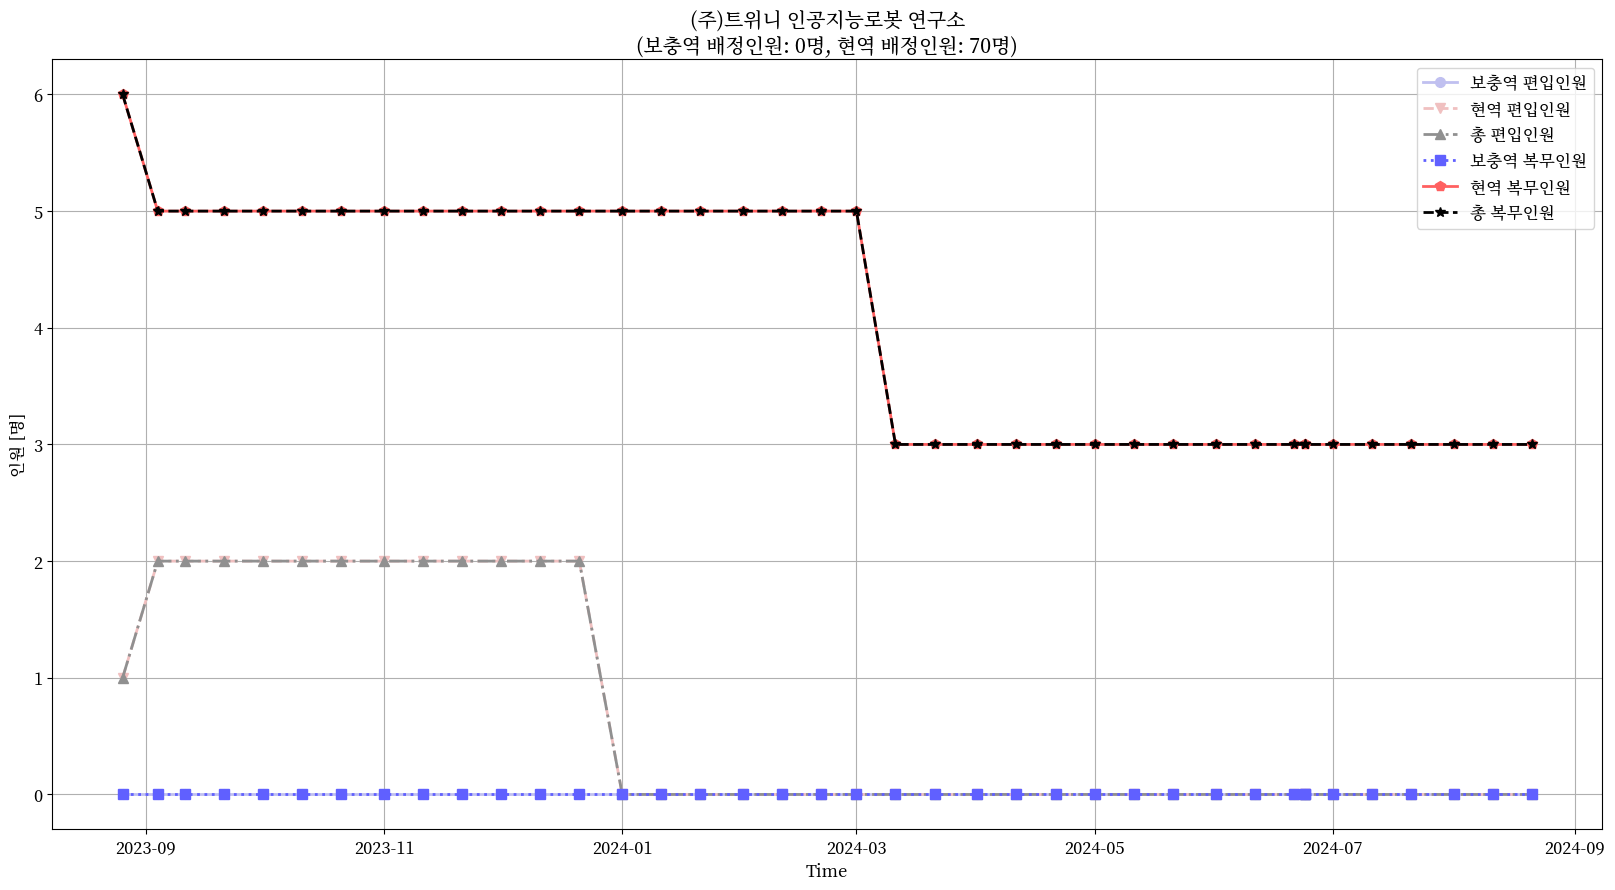 (주)트위니 인공지능로봇 연구소
(보충역 배정인원: 0명, 현역 배정인원: 70명)
보충역 편입인원
현역 편입인원
총 편입인원
보충역 복무인원
현역 복무인원
총 복무인원
6
5
4
3
2
1
0
인원 [명]
2023-09
2023-11
2024-01
2024-03
2024-05
2024-07
2024-09
Time